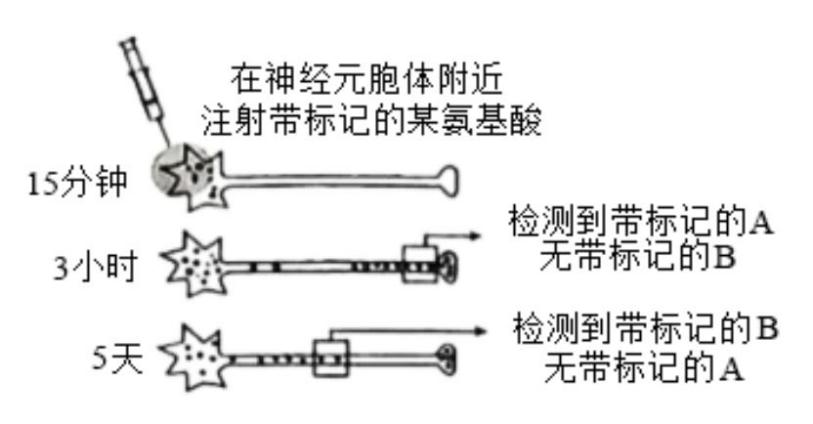 在神经元胞体附近
注射带标记的某氨基酸
15分钟
检测到带标记的A
无带标记的B
3小时
检测到带标记的B
无带标记的A
5天